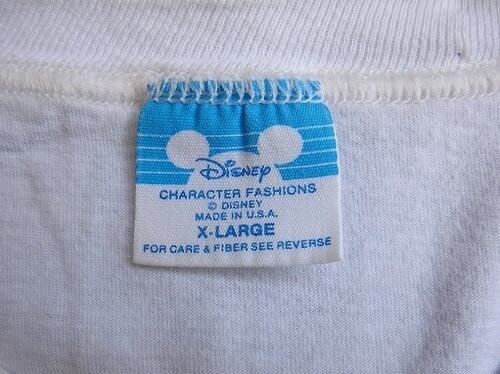 Disney
CHARACTER FASHIONS
© DISNEY
MADE IN U.S.A.
X-LARGE
FOR CARE & FIBER SEE REVERSE